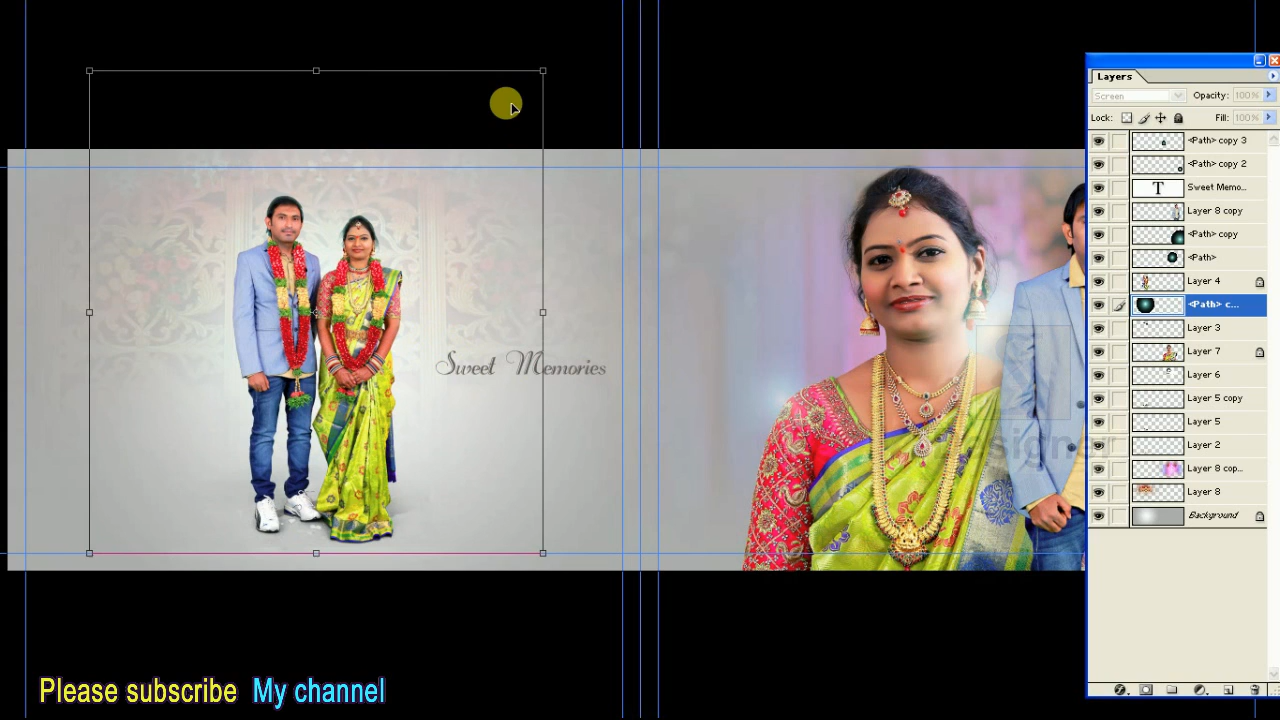 Layers
Screen
Opacity: 100%
Lock:
Fill: 100%
<Path> copy 3
<Path> copy 2
T
Sweet Memo...
Layer 8 copy
<Path> copy
<Path>
Layer 4
<Path> c...
Layer 3
Layer 7
Layer 6
Layer 5 copy
Layer 5
Layer 2
Layer 8 cop...
Layer 8
Background
Sweet Memories
Please subscribe My channel